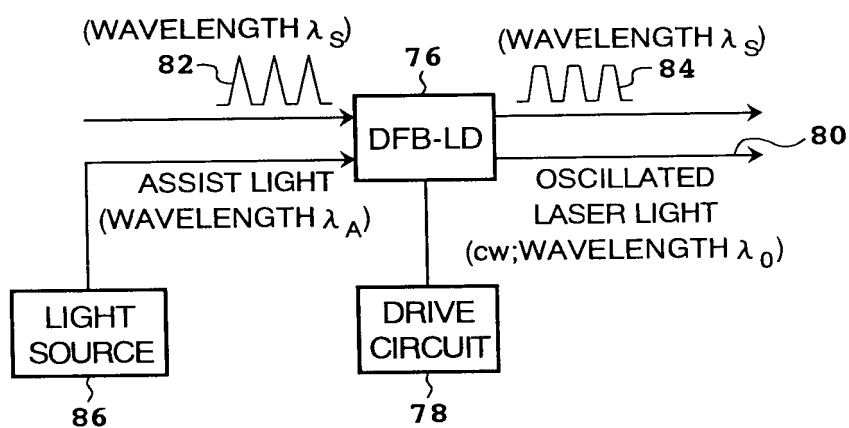 (WAVELENGTH λS)
82
76
(WAVELENGTH λS)
84
DFB-LD
80
ASSIST LIGHT
(WAVELENGTH λA)
OSCILLATED
LASER LIGHT
(cw;WAVELENGTH λ0)
LIGHT
SOURCE
86
DRIVE
CIRCUIT
78